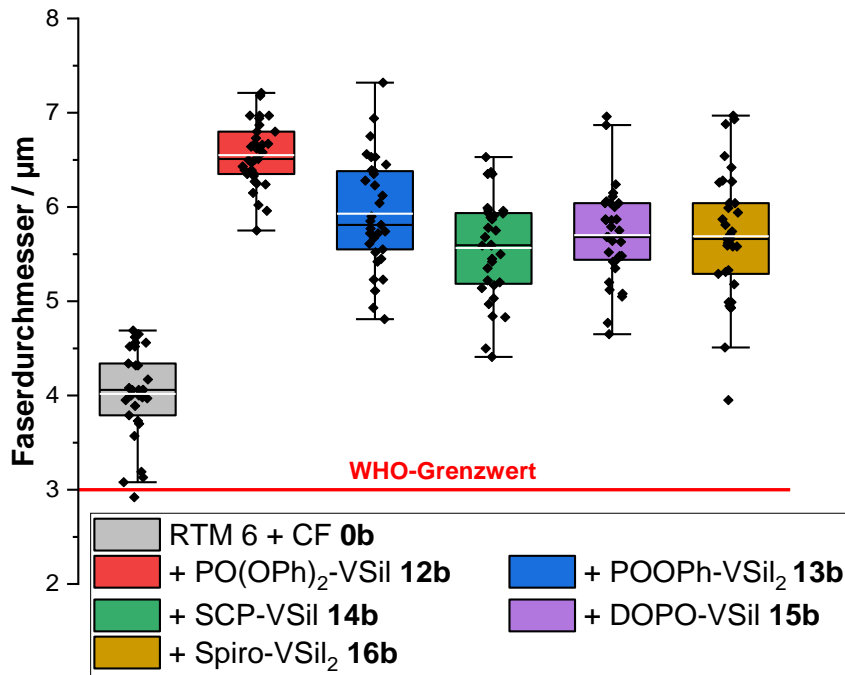 8
7
6
5
4
3
2
Faserdurchmesser / µm
WHO-Grenzwert
RTM 6 + CF 0b
+ PO(OPh)₂-VSil 12b
+ POOPh-VSil₂ 13b
+ SCP-VSil 14b
+ DOPO-VSil 15b
+ Spiro-VSil₂ 16b